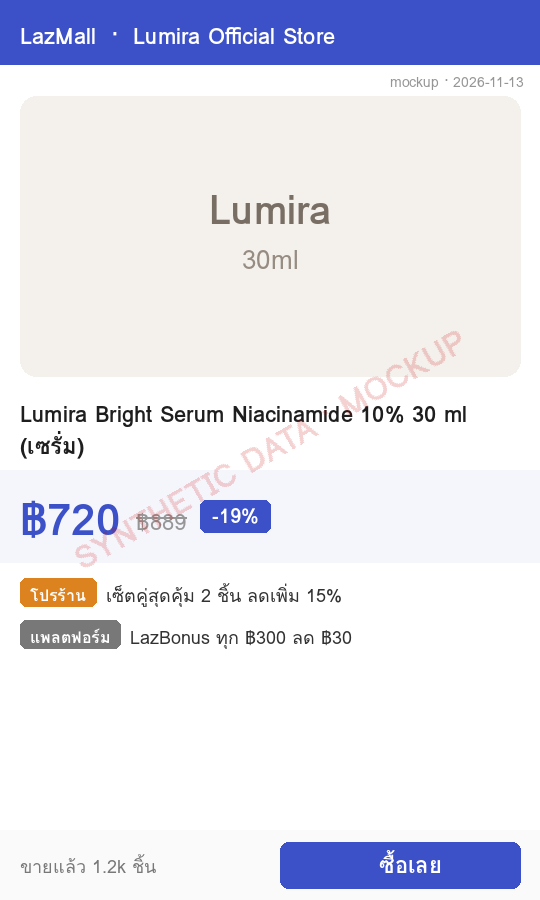 LazMall · Lumira Official Store
mockup · 2026-11-13
Lumira
30ml
Lumira Bright Serum Niacinamide 10% 30 ml
(เซรั่ม)
฿720 ฿889 -19%
โปรร้าน เซ็ตคู่สุดคุ้ม 2 ชิ้น ลดเพิ่ม 15%
แพลตฟอร์ม LazBonus ทุก ฿300 ลด ฿30
SYNTHETIC DATA · MOCKUP
ขายแล้ว 1.2k ชิ้น ซื้อเลย